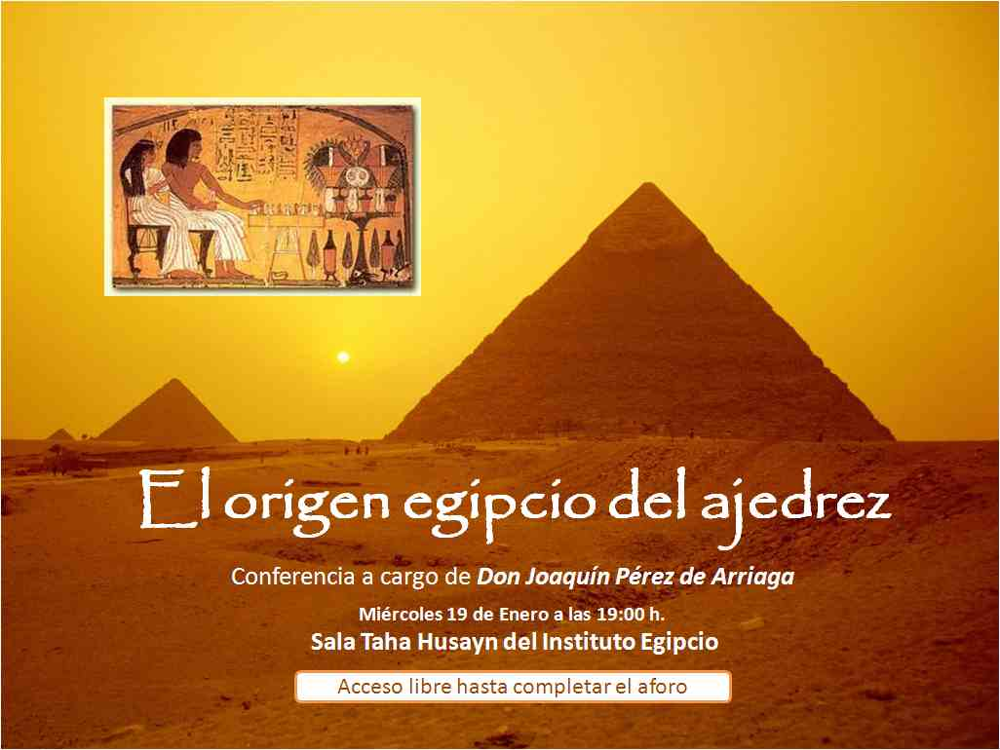 El origen egipcio del ajedrez
Conferencia a cargo de Don Joaquín Pérez de Arriaga
Miércoles 19 de Enero a las 19:00 h.
Sala Taha Husayn del Instituto Egipcio
Acceso libre hasta completar el aforo